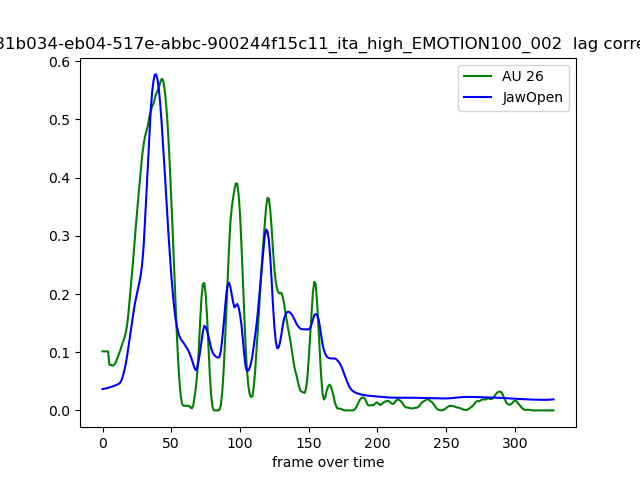 31b034-eb04-517e-abbc-900244f15c11_ita_high_EMOTION100_002 lag corre
AU 26
JawOpen
0.6
0.5
0.4
0.3
0.2
0.1
0.0
0 50 100 150 200 250 300
frame over time